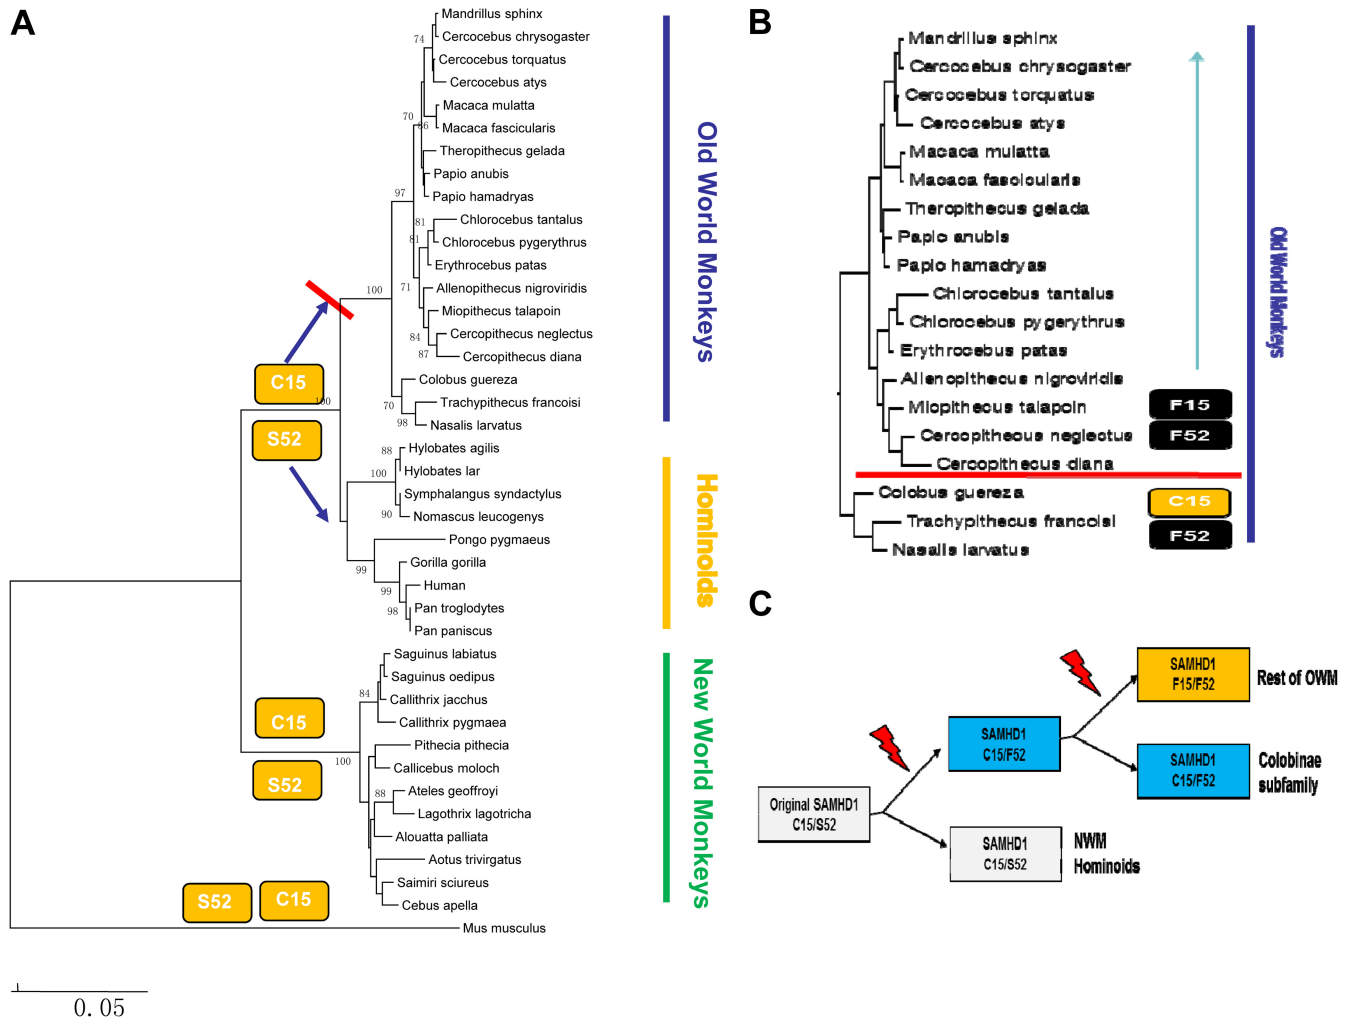 A
Mandrillus sphinx
74
Cercocebus chrysogaster
Cercocebus torquatus
Cercocebus atys
Macaca mulatta
70
86
Macaca fascicularis
Theropithecus gelada
Papio anubis
97
Papio hamadryas
81
Chlorocebus tantalus
81
Chlorocebus pygerythrus
Erythrocebus patas
71
Allenopithecus nigroviridis
100
Miopithecus talapoin
84
Cercopithecus neglectus
87
Cercopithecus diana
C15
Colobus guereza
100
70
Trachypithecus francoisi
98
Nasalis larvatus
S52
88
Hylobates agilis
100
Hylobates lar
Symphalangus syndactylus
90
Nomascus leucogenys
Pongo pygmaeus
99
Gorilla gorilla
99
Human
98
Pan troglodytes
Pan paniscus
Saguinus labiatus
Saguinus oedipus
84
Callithrix jacchus
C15
Callithrix pygmaea
Pithecia pithecia
100
Callicebus moloch
S52
88
Ateles geoffroyi
Lagothrix lagotricha
Alouatta palliata
Aotus trivirgatus
Saimiri sciureus
S52 C15
Cebus apella
Mus musculus
0.05
Old World Monkeys
Hominoids
New World Monkeys
B
Mandrillus sphinx
Cercocebus chrysogaster
Cercocebus torquatus
Cercocebus atys
Macaca mulatta
Macaca fascicularis
Theropithecus gelada
Papio anubis
Papio hamadryas
Chlorocebus tantalus
Chlorocebus pygerythrus
Erythrocebus patas
Allenopithecus nigroviridis
Miopithecus talapoin
F15
Cercopithecus neglectus
F52
Cercopithecus diana
Colobus guereza
C15
Trachypithecus francoisi
F52
Nasalis larvatus
Old World Monkeys
C
Original SAMHD1
C15/S52
SAMHD1
C15/F52
SAMHD1
C15/S52
NWM
Hominoids
SAMHD1
F15/F52
Rest of OWM
SAMHD1
C15/F52
Colobinae
subfamily